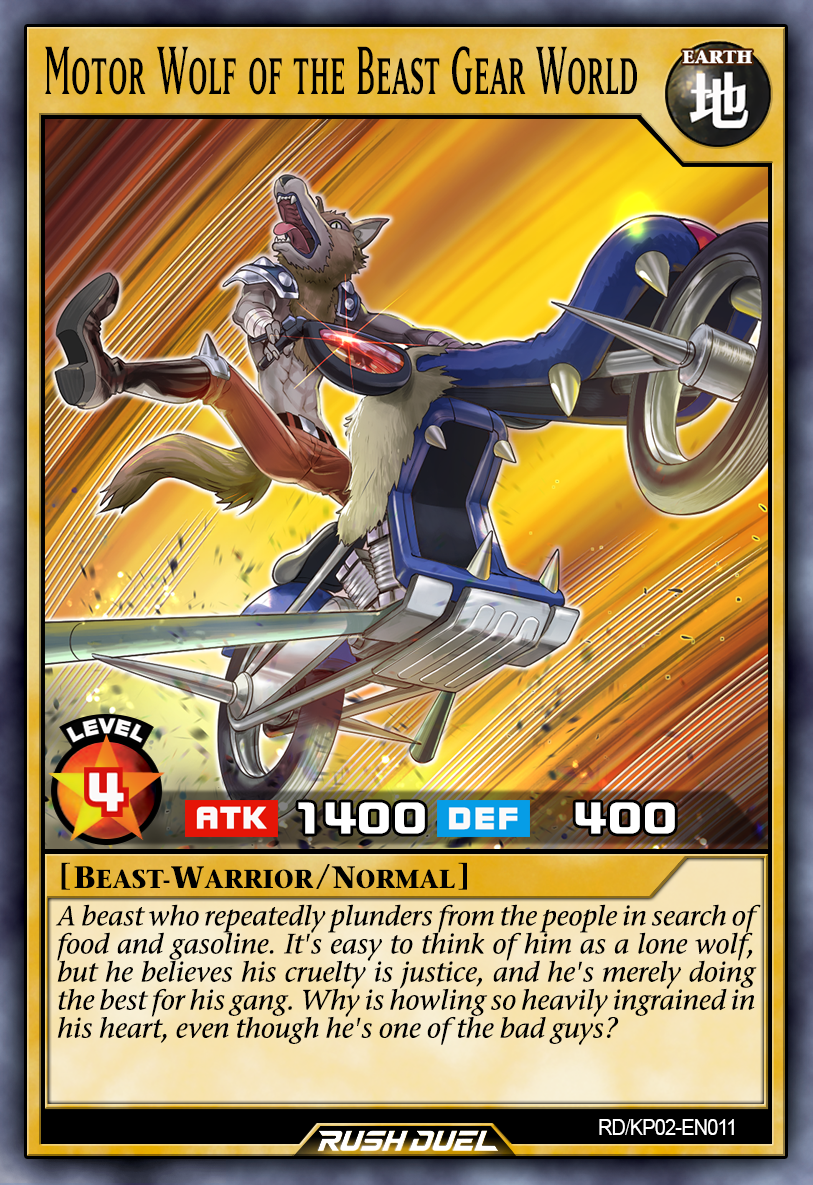 Motor Wolf of the Beast Gear World
EARTH
地
LEVEL
4
ATK 1400 DEF 400
[Beast-Warrior/Normal]
A beast who repeatedly plunders from the people in search of
food and gasoline. It's easy to think of him as a lone wolf,
but he believes his cruelty is justice, and he's merely doing
the best for his gang. Why is howling so heavily ingrained in
his heart, even though he's one of the bad guys?
RD/KP02-EN011
RUSH DUEL